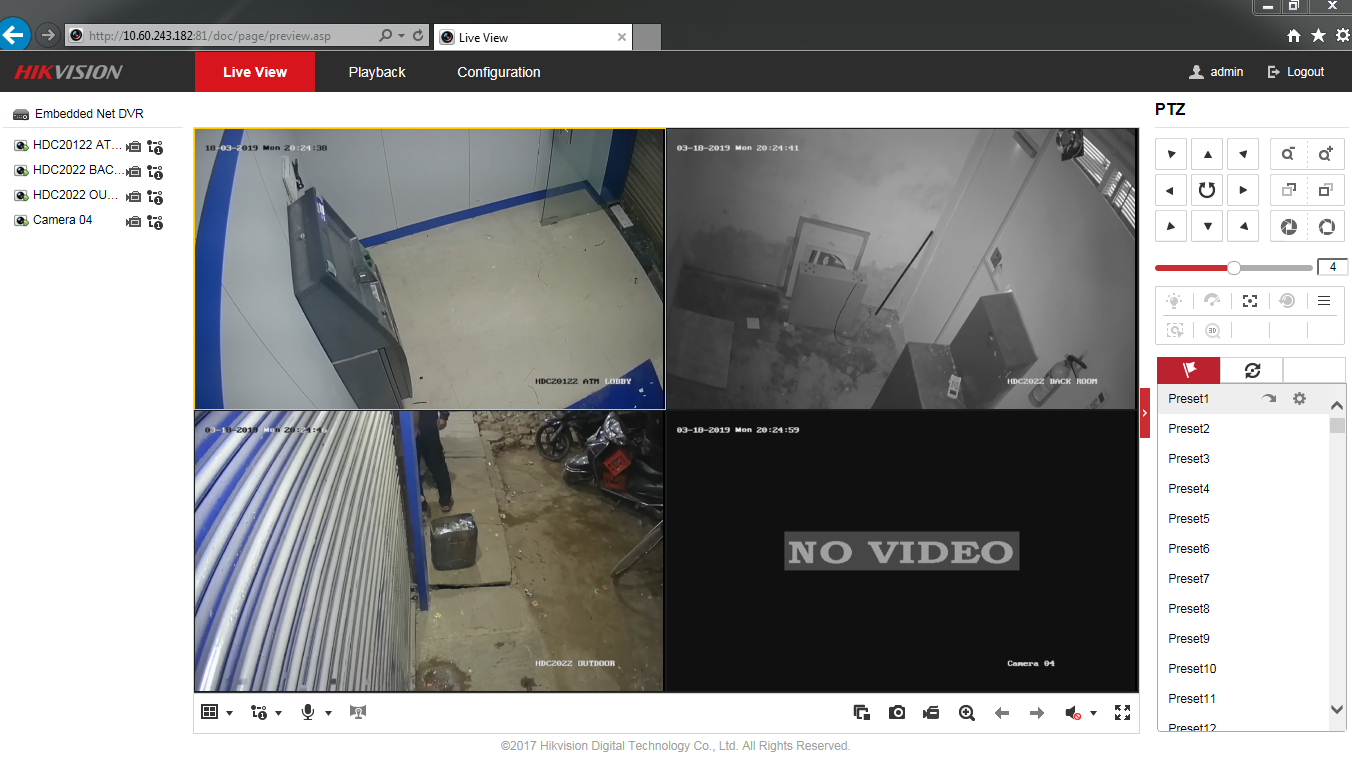 http://10.60.243.182:81/doc/page/preview.asp
Live View
HIKVISION
Live View
Playback
Configuration
admin
Logout
Embedded Net DVR
HDC20122 AT...
HDC2022 BAC...
HDC2022 OU...
Camera 04
18-03-2019 Mon 20:24:38
HDC20122 ATM LOBBY
03-18-2019 Mon 20:24:41
HDC2022 BACK ROOM
03-18-2019 Mon 20:24:4
HDC2022 OUTDOOR
03-18-2019 Mon 20:24:59
NO VIDEO
Camera 04
PTZ
4
3D
Preset1
Preset2
Preset3
Preset4
Preset5
Preset6
Preset7
Preset8
Preset9
Preset10
Preset11
Preset12
©2017 Hikvision Digital Technology Co., Ltd. All Rights Reserved.